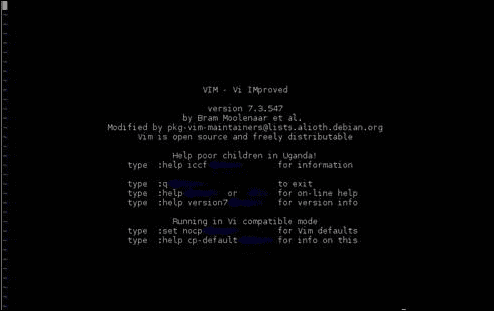 VIM - Vi IMproved
version 7.3.547
by Bram Moolenaar et al.
Modified by pkg-vim-maintainers@lists.alioth.debian.org
Vim is open source and freely distributable
Help poor children in Uganda!
type :help iccf<Enter> for information
type :q<Enter> to exit
type :help<Enter> or <F1> for on-line help
type :help version7<Enter> for version info
Running in Vi compatible mode
type :set nocp<Enter> for Vim defaults
type :help cp-default<Enter> for info on this